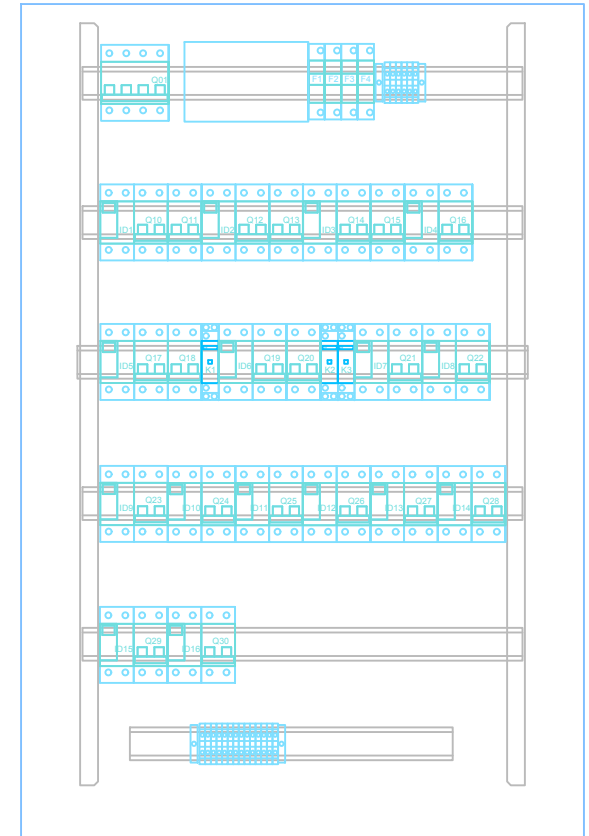 Q01 F1 F2 F3 F4
ID1 Q10 Q11 ID2 Q12 Q13 ID3 Q14 Q15 ID4 Q16
ID5 Q17 Q18 K1 ID6 Q19 Q20 K2 K3 ID7 Q21 ID8 Q22
ID9 Q23 ID10 Q24 ID11 Q25 ID12 Q26 ID13 Q27 ID14 Q28
ID15 Q29 ID16 Q30